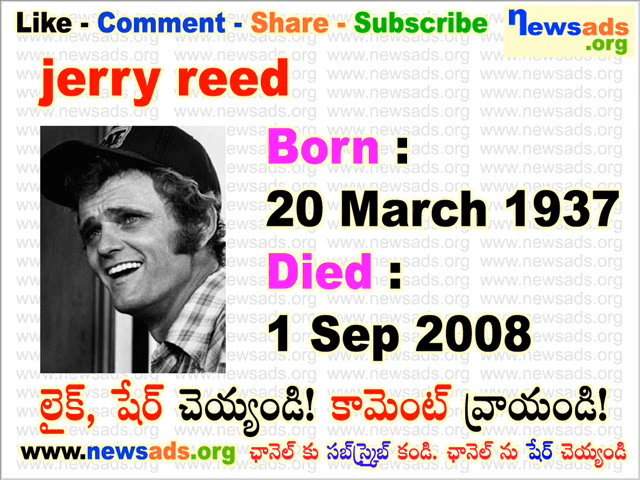 Like - Comment - Share - Subscribe
newsads
.org
jerry reed
Born :
20 March 1937
Died :
1 Sep 2008
లైక్, షేర్ చెయ్యండి! కామెంట్ వ్రాయండి!
www.newsads.org ఛానెల్ కు సబ్‌స్క్రైబ్ కండి. ఛానెల్ ను షేర్ చెయ్యండి